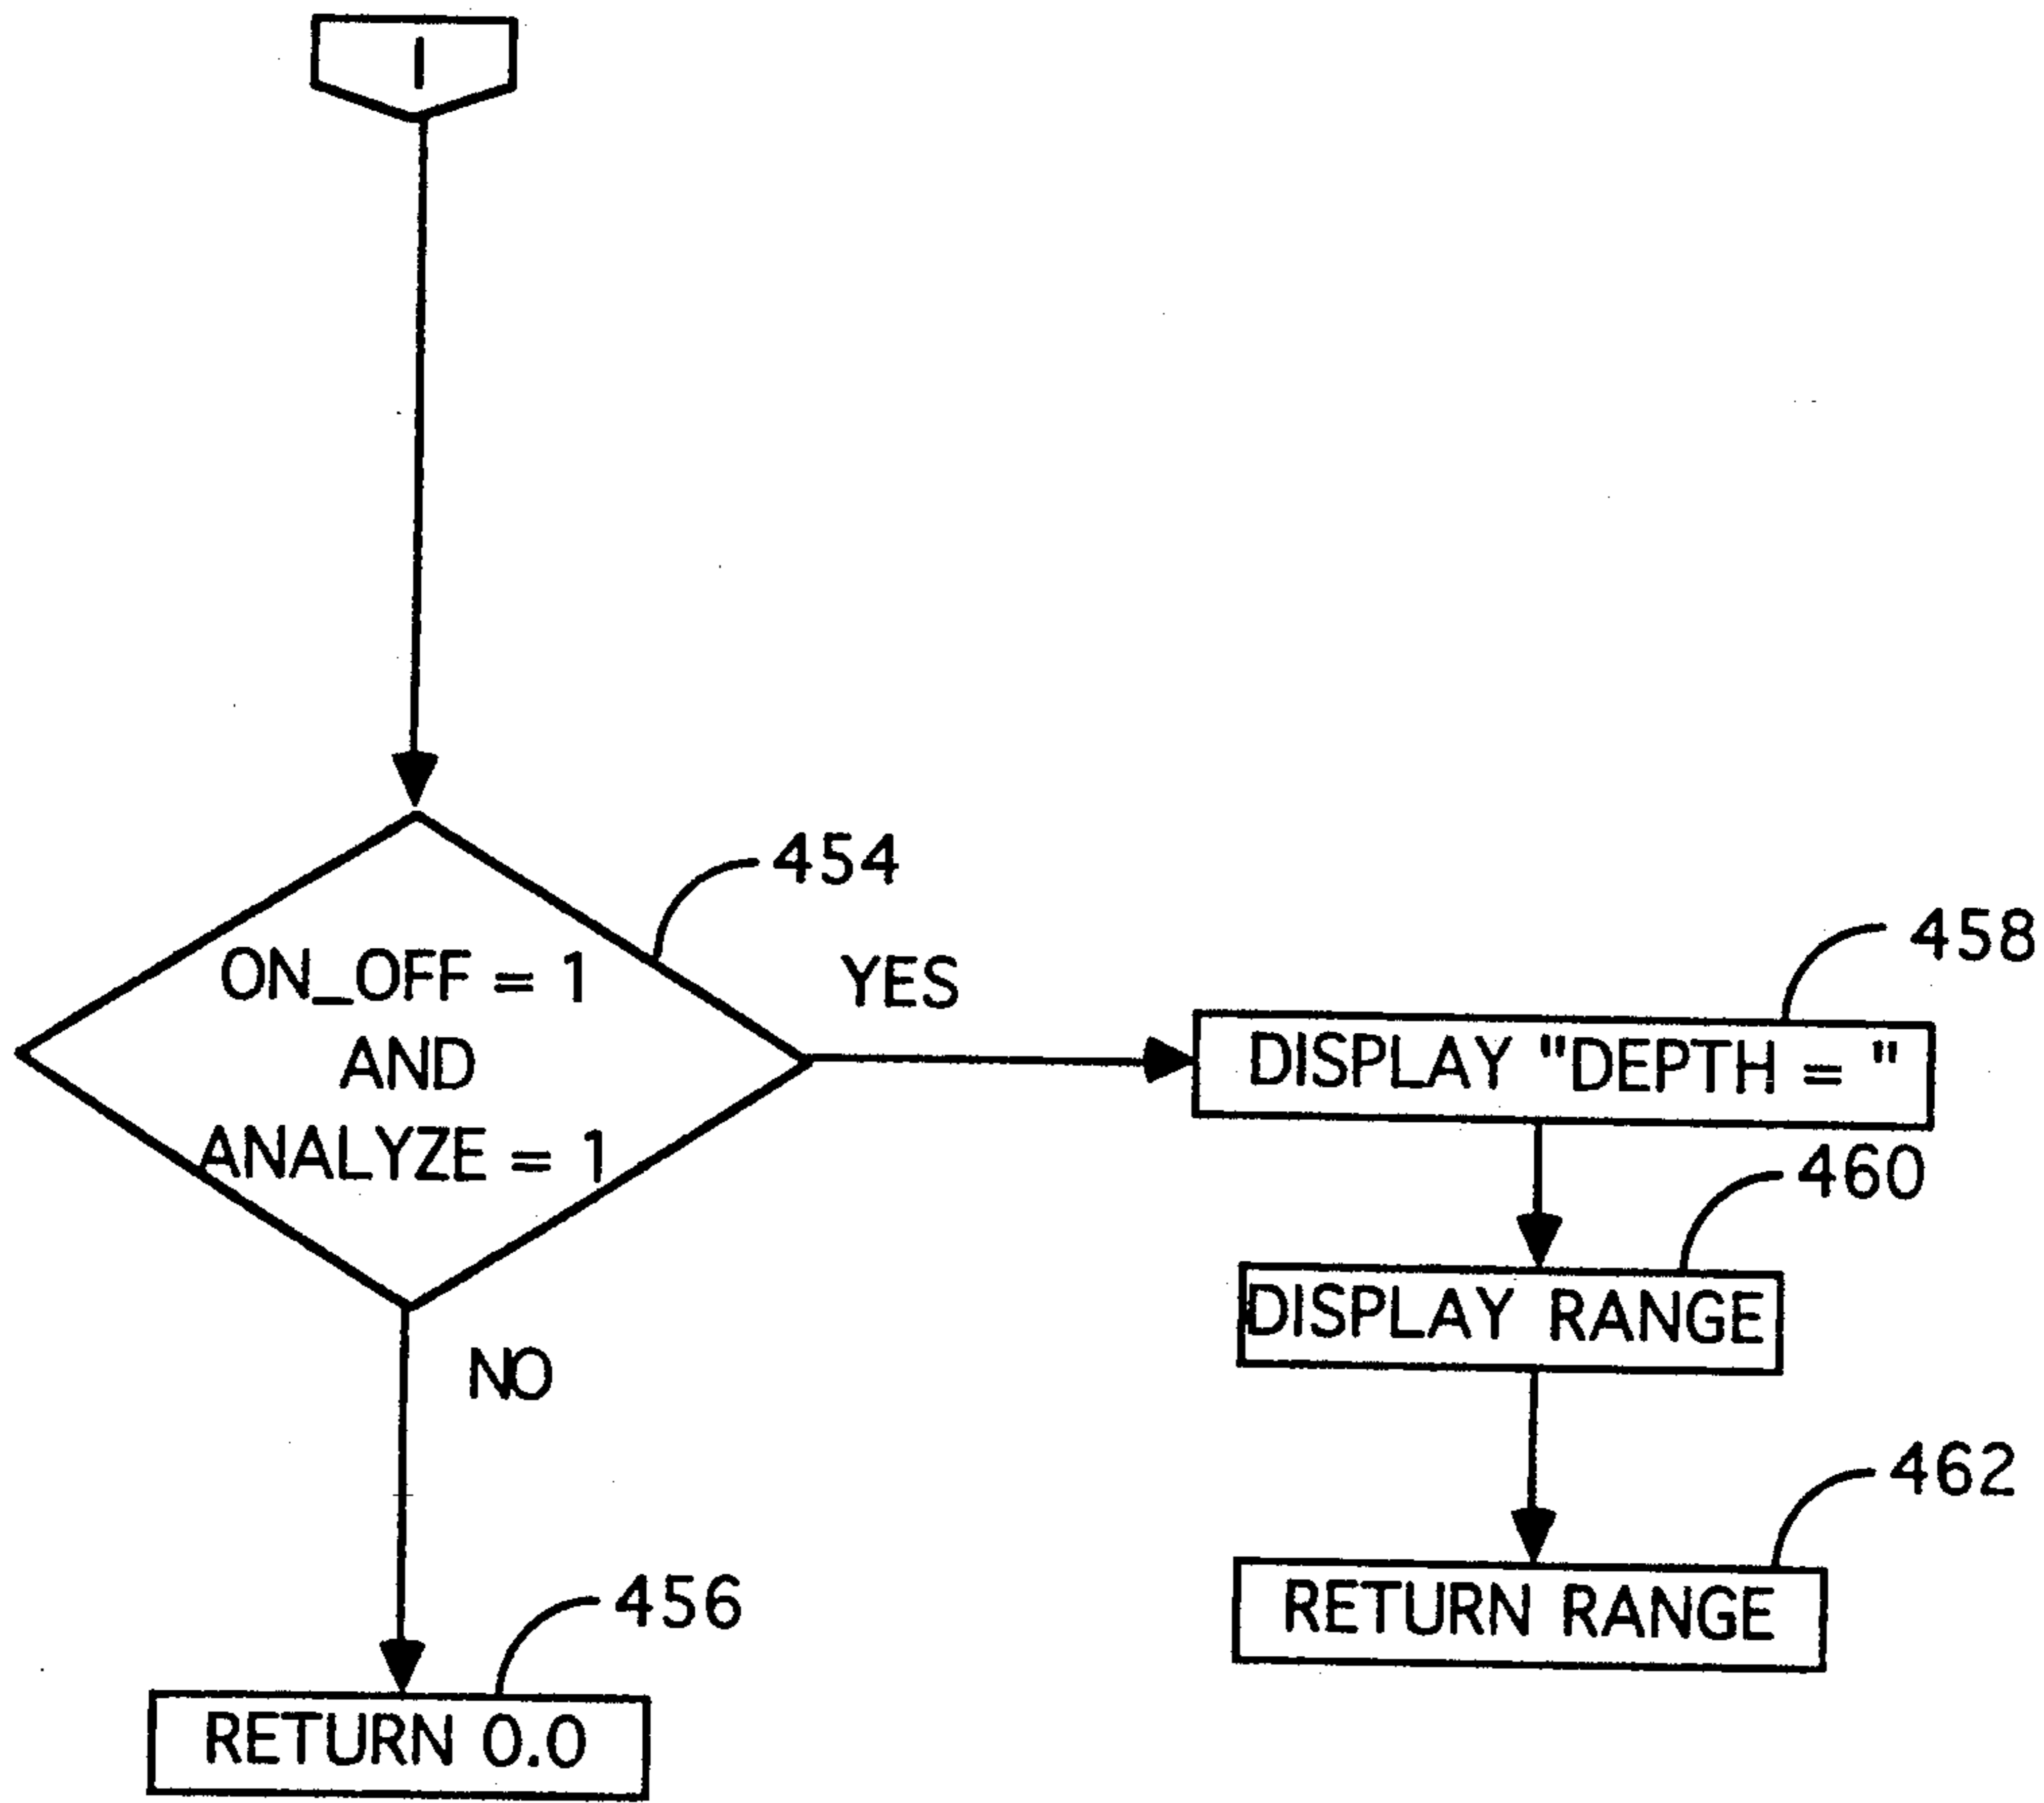 1
454
ON_OFF = 1
AND
ANALYZE = 1
YES
458
DISPLAY "DEPTH = "
460
DISPLAY RANGE
NO
462
RETURN RANGE
456
RETURN 0.0